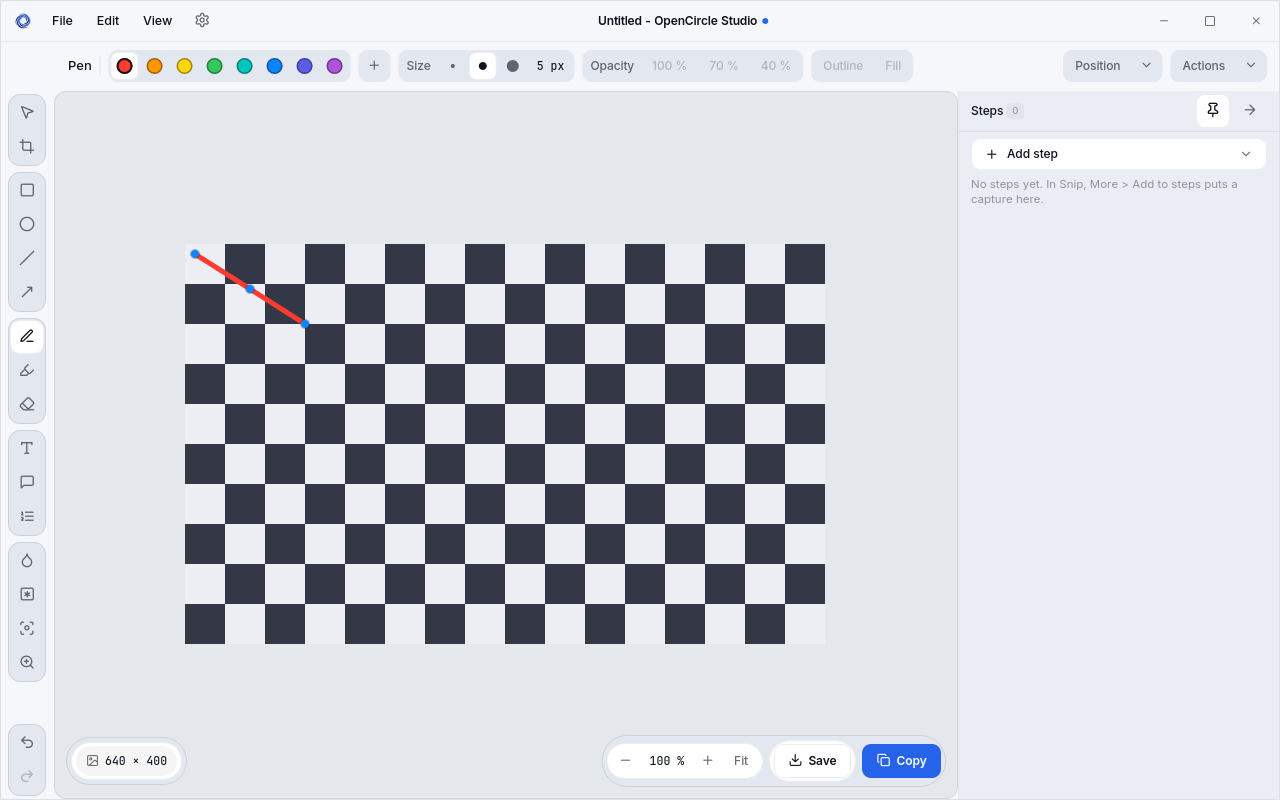 File Edit View
Untitled - OpenCircle Studio
Pen
Size 5 px
Opacity 100 % 70 % 40 %
Outline Fill
Position
Actions
Steps 0
Add step
No steps yet. In Snip, More > Add to steps puts a
capture here.
640 × 400
100 %
Fit
Save
Copy